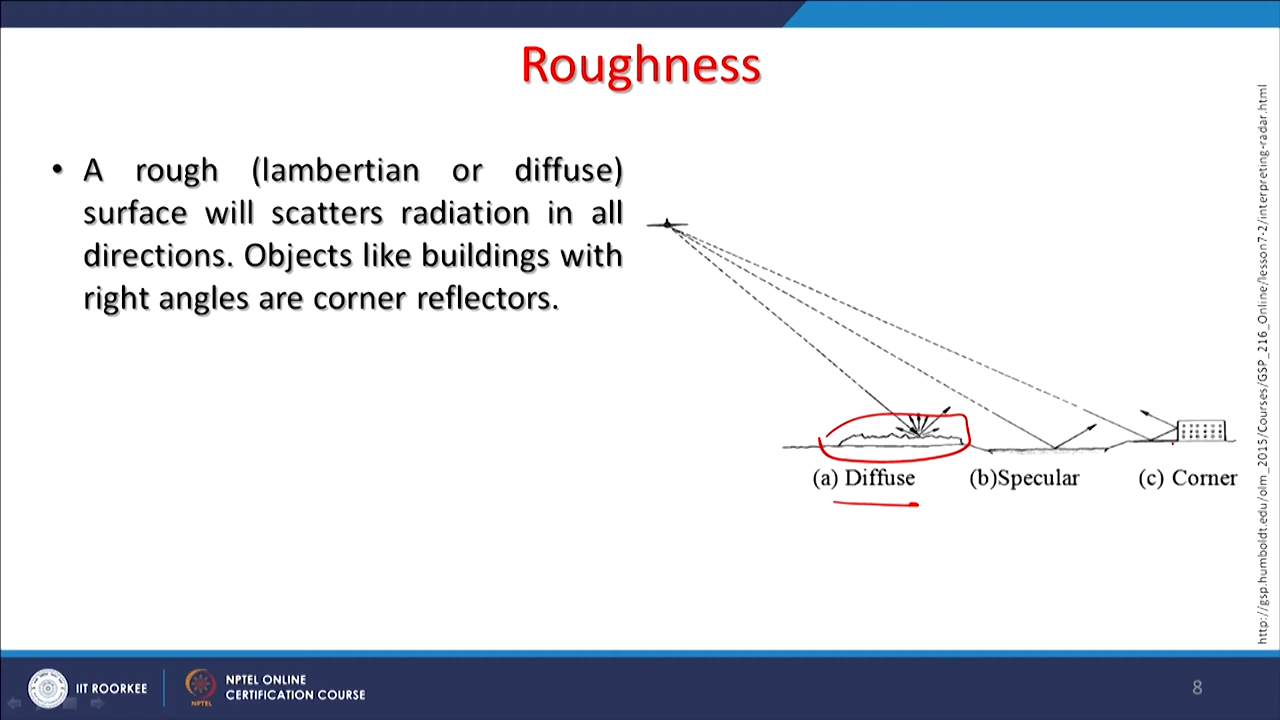 Roughness
• A rough (lambertian or diffuse)
surface will scatters radiation in all
directions. Objects like buildings with
right angles are corner reflectors.
(a) Diffuse (b)Specular (c) Corner
http://gsp.humboldt.edu/olm_2015/Courses/GSP_216_Online/lesson7-2/interpreting-radar.html
IIT ROORKEE
NPTEL
NPTEL ONLINE
CERTIFICATION COURSE
8